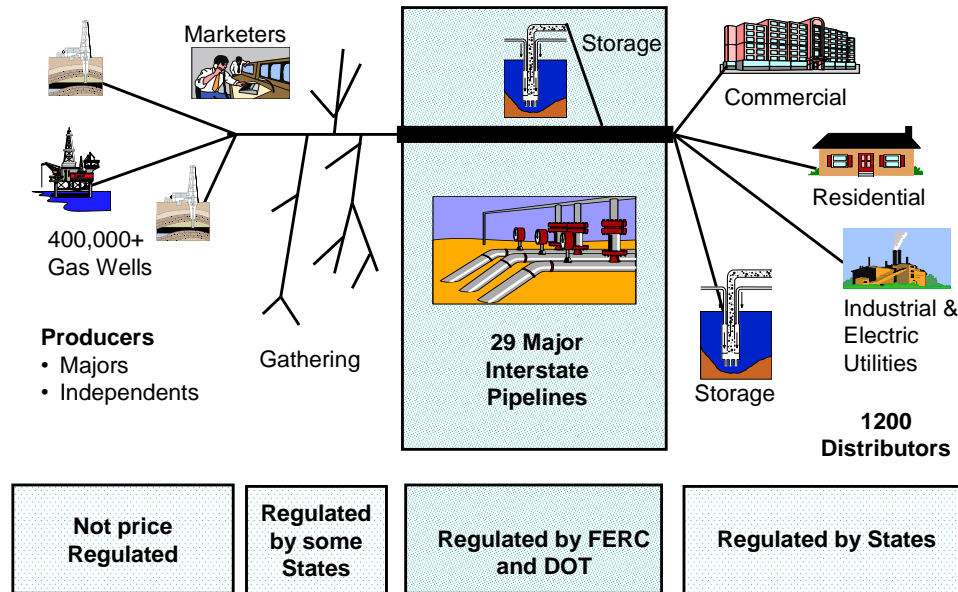 Marketers
400,000+
Gas Wells
Producers
• Majors
• Independents
Gathering
Storage
29 Major
Interstate
Pipelines
Commercial
Residential
Industrial &
Electric
Utilities
Storage
1200
Distributors
Not price
Regulated
Regulated
by some
States
Regulated by FERC
and DOT
Regulated by States